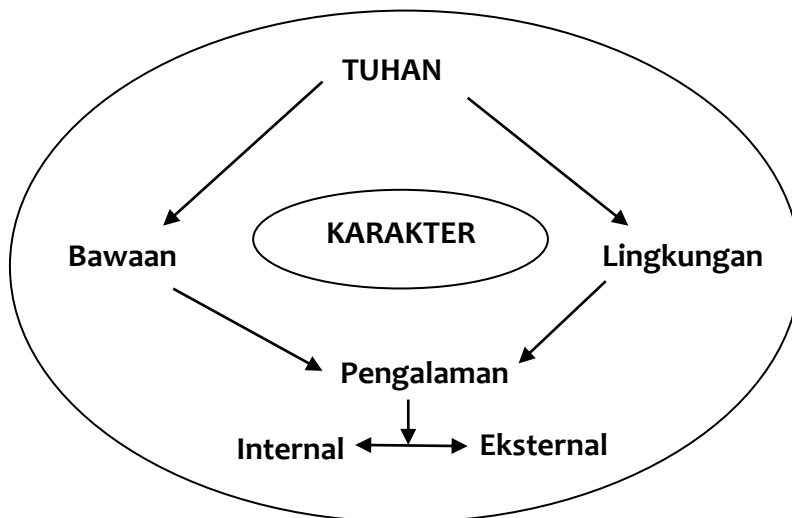 TUHAN
KARAKTER
Bawaan
Lingkungan
Pengalaman
Internal
Eksternal